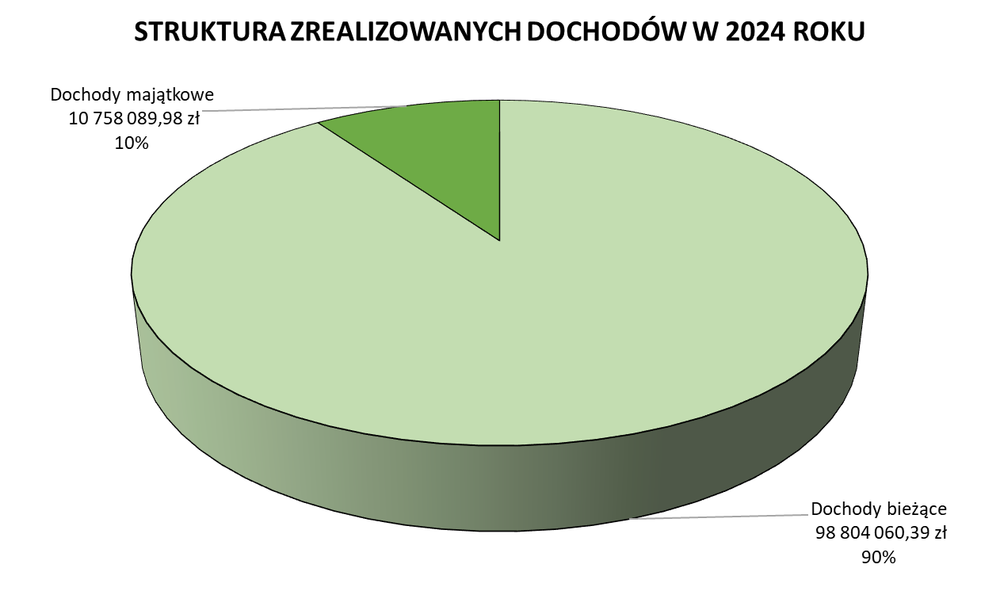 STRUKTURA ZREALIZOWANYCH DOCHODÓW W 2024 ROKU
Dochody majątkowe
10 758 089,98 zł
10%
Dochody bieżące
98 804 060,39 zł
90%